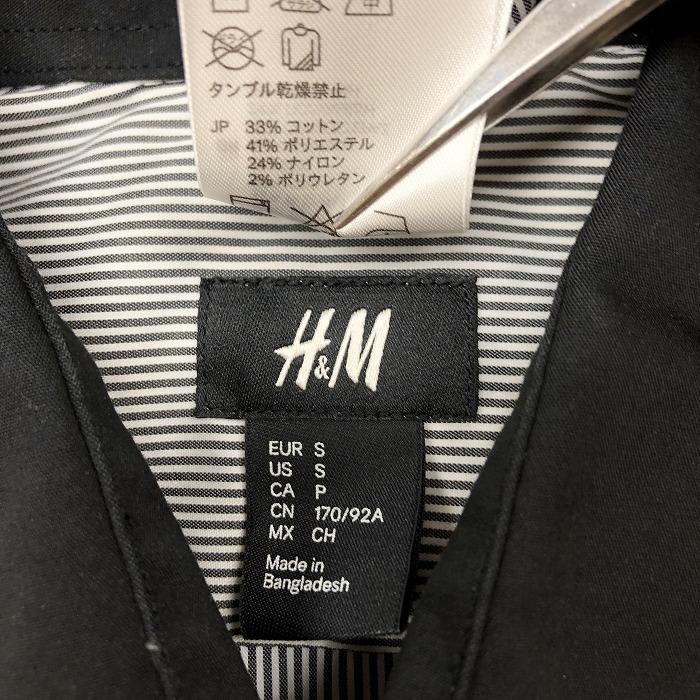 タンブル乾燥禁止
JP 33% コットン
41% ポリエステル
24% ナイロン
2% ポリウレタン
H&M
EUR S
US S
CA P
CN 170/92A
MX CH
Made in
Bangladesh